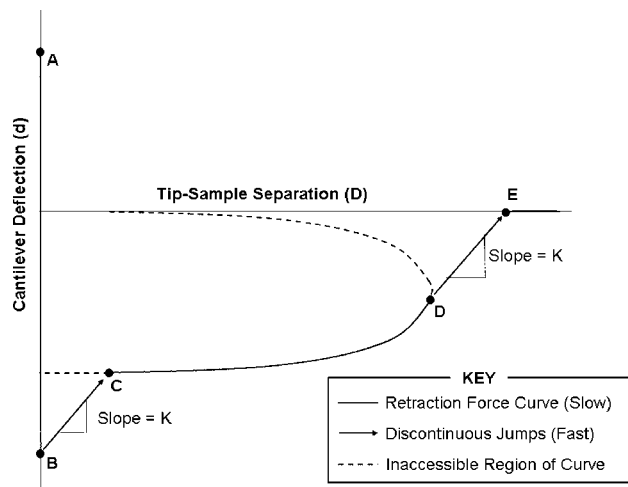 A
Cantilever Deflection (d)
Tip-Sample Separation (D)
E
Slope = K
D
C
Slope = K
B
KEY
Retraction Force Curve (Slow)
Discontinuous Jumps (Fast)
Inaccessible Region of Curve